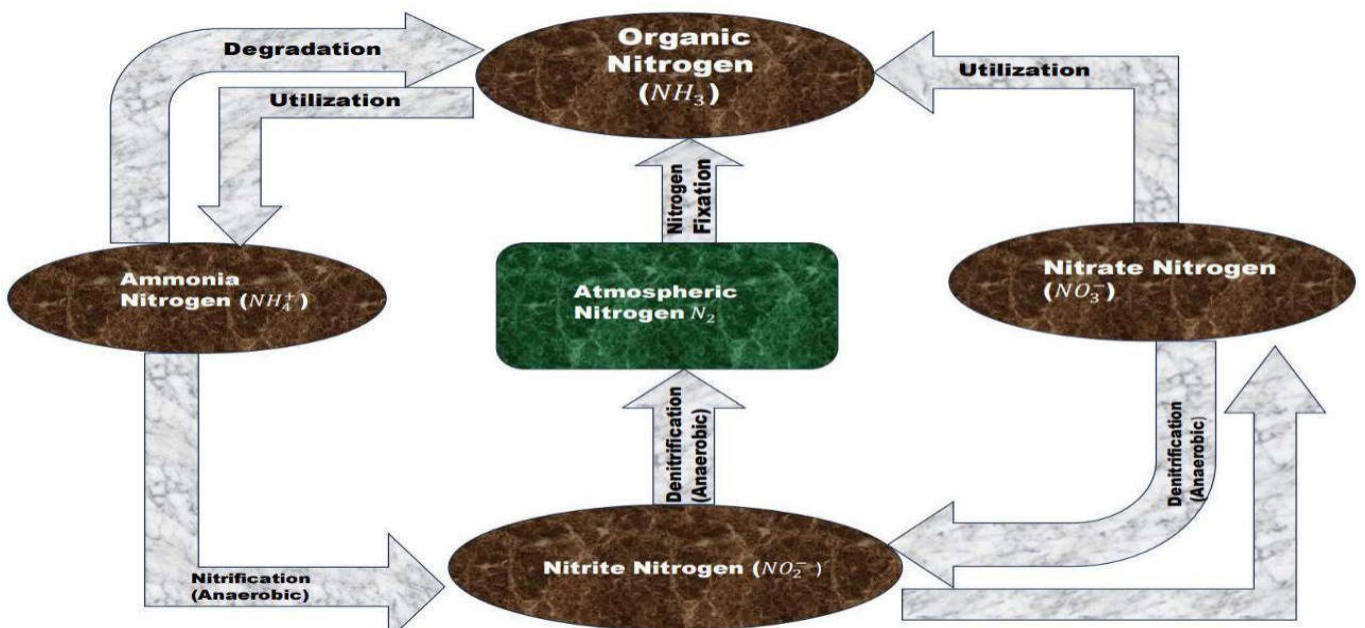 Degradation
Utilization
Organic
Nitrogen
(NH₃)
Utilization
Nitrogen
Fixation
Ammonia
Nitrogen (NH₄⁺)
Atmospheric
Nitrogen N₂
Nitrate Nitrogen
(NO₃⁻)
Denitrification
(Anaerobic)
Denitrification
(Anaerobic)
Nitrification
(Anaerobic)
Nitrite Nitrogen (NO₂⁻)